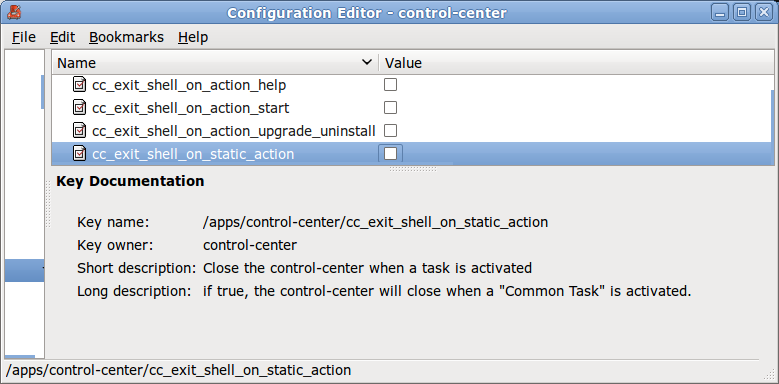 Configuration Editor - control-center
File Edit Bookmarks Help
Name Value
cc_exit_shell_on_action_help
cc_exit_shell_on_action_start
cc_exit_shell_on_action_upgrade_uninstall
cc_exit_shell_on_static_action
Key Documentation
Key name: /apps/control-center/cc_exit_shell_on_static_action
Key owner: control-center
Short description: Close the control-center when a task is activated
Long description: if true, the control-center will close when a "Common Task" is activated.
/apps/control-center/cc_exit_shell_on_static_action